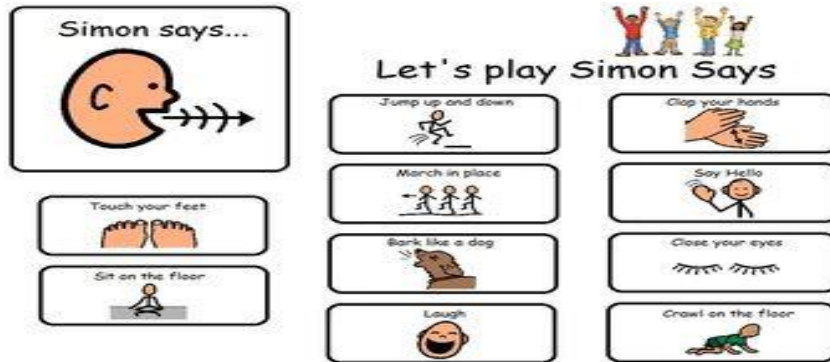 Simon says...
Let's play Simon Says
Touch your feet
Sit on the floor
Jump up and down
March in place
Bark like a dog
Laugh
Clap your hands
Say Hello
Close your eyes
Crawl on the floor